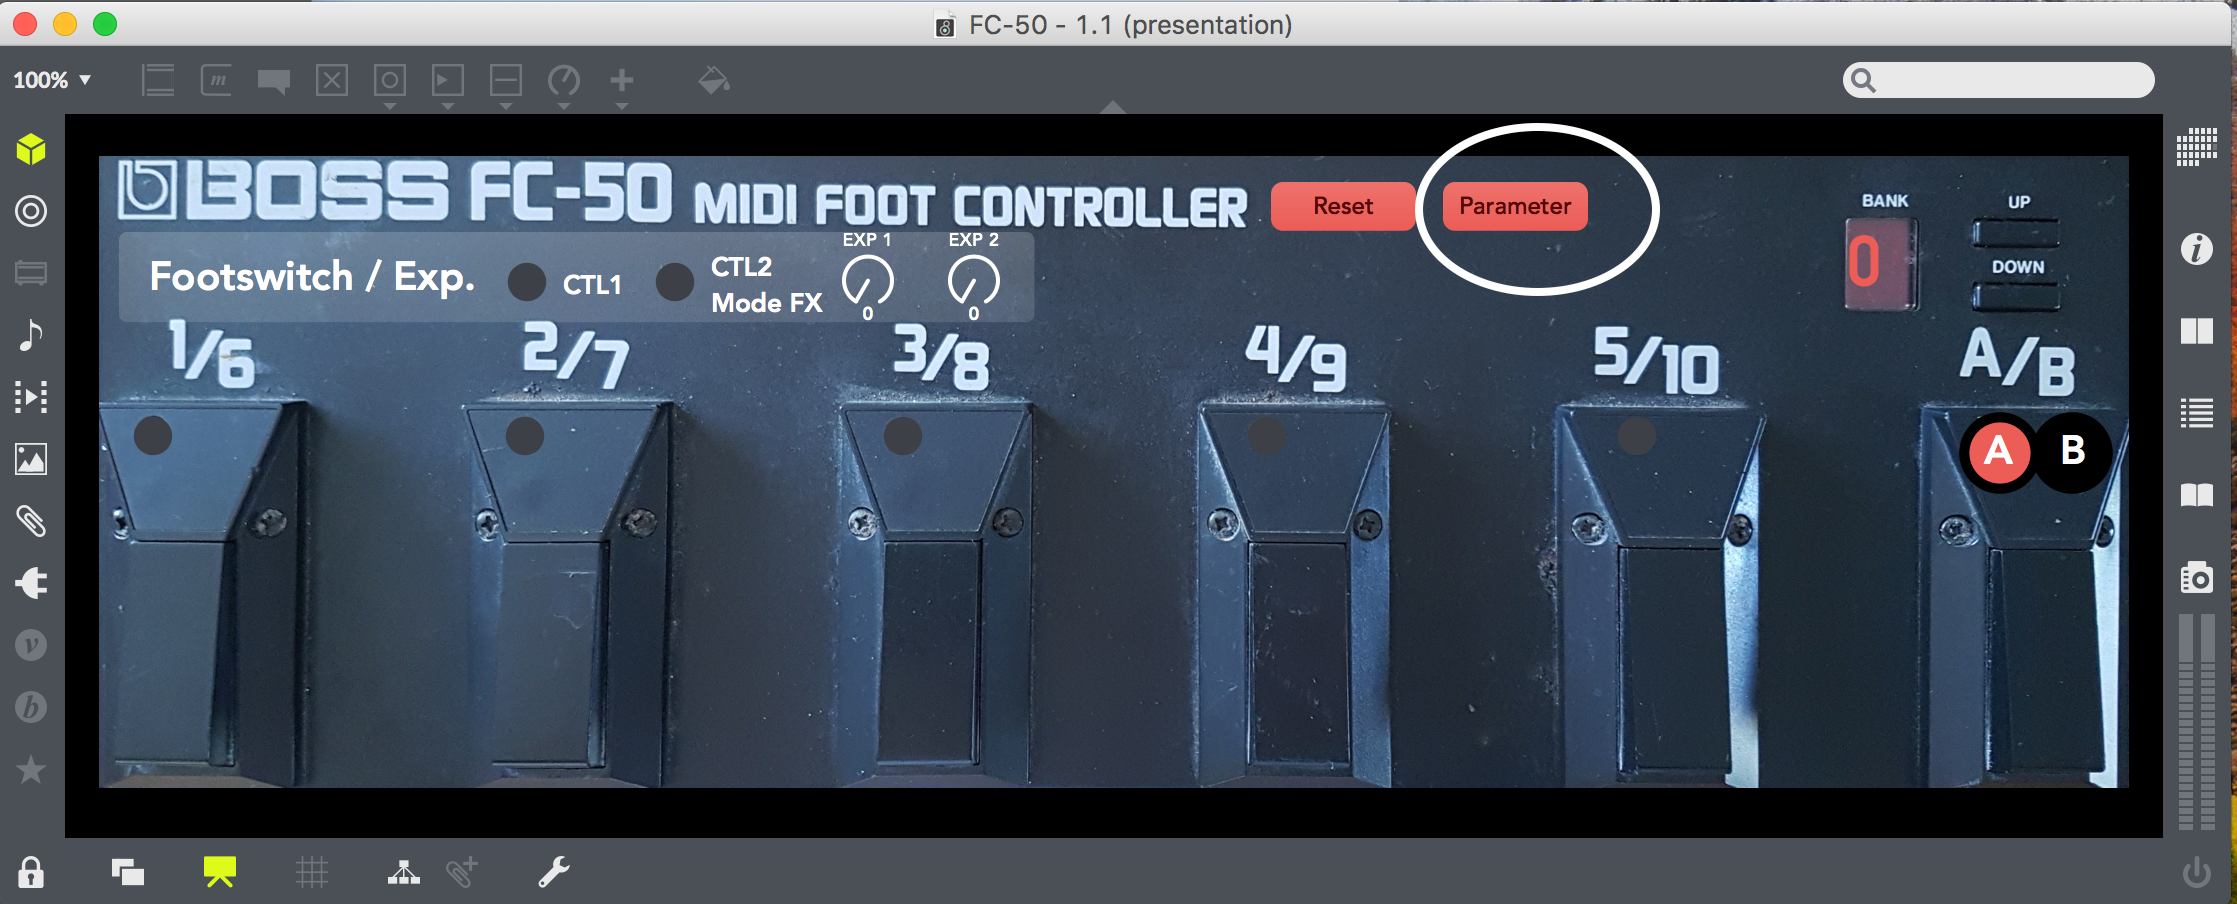 FC-50 - 1.1 (presentation)
100%
m
BOSS FC-50 MIDI FOOT CONTROLLER
Reset
Parameter
BANK
0
UP
DOWN
Footswitch / Exp.
CTL1
CTL2
Mode FX
EXP 1
0
EXP 2
0
1/6
2/7
3/8
4/9
5/10
A/B
A
B
i
v
b